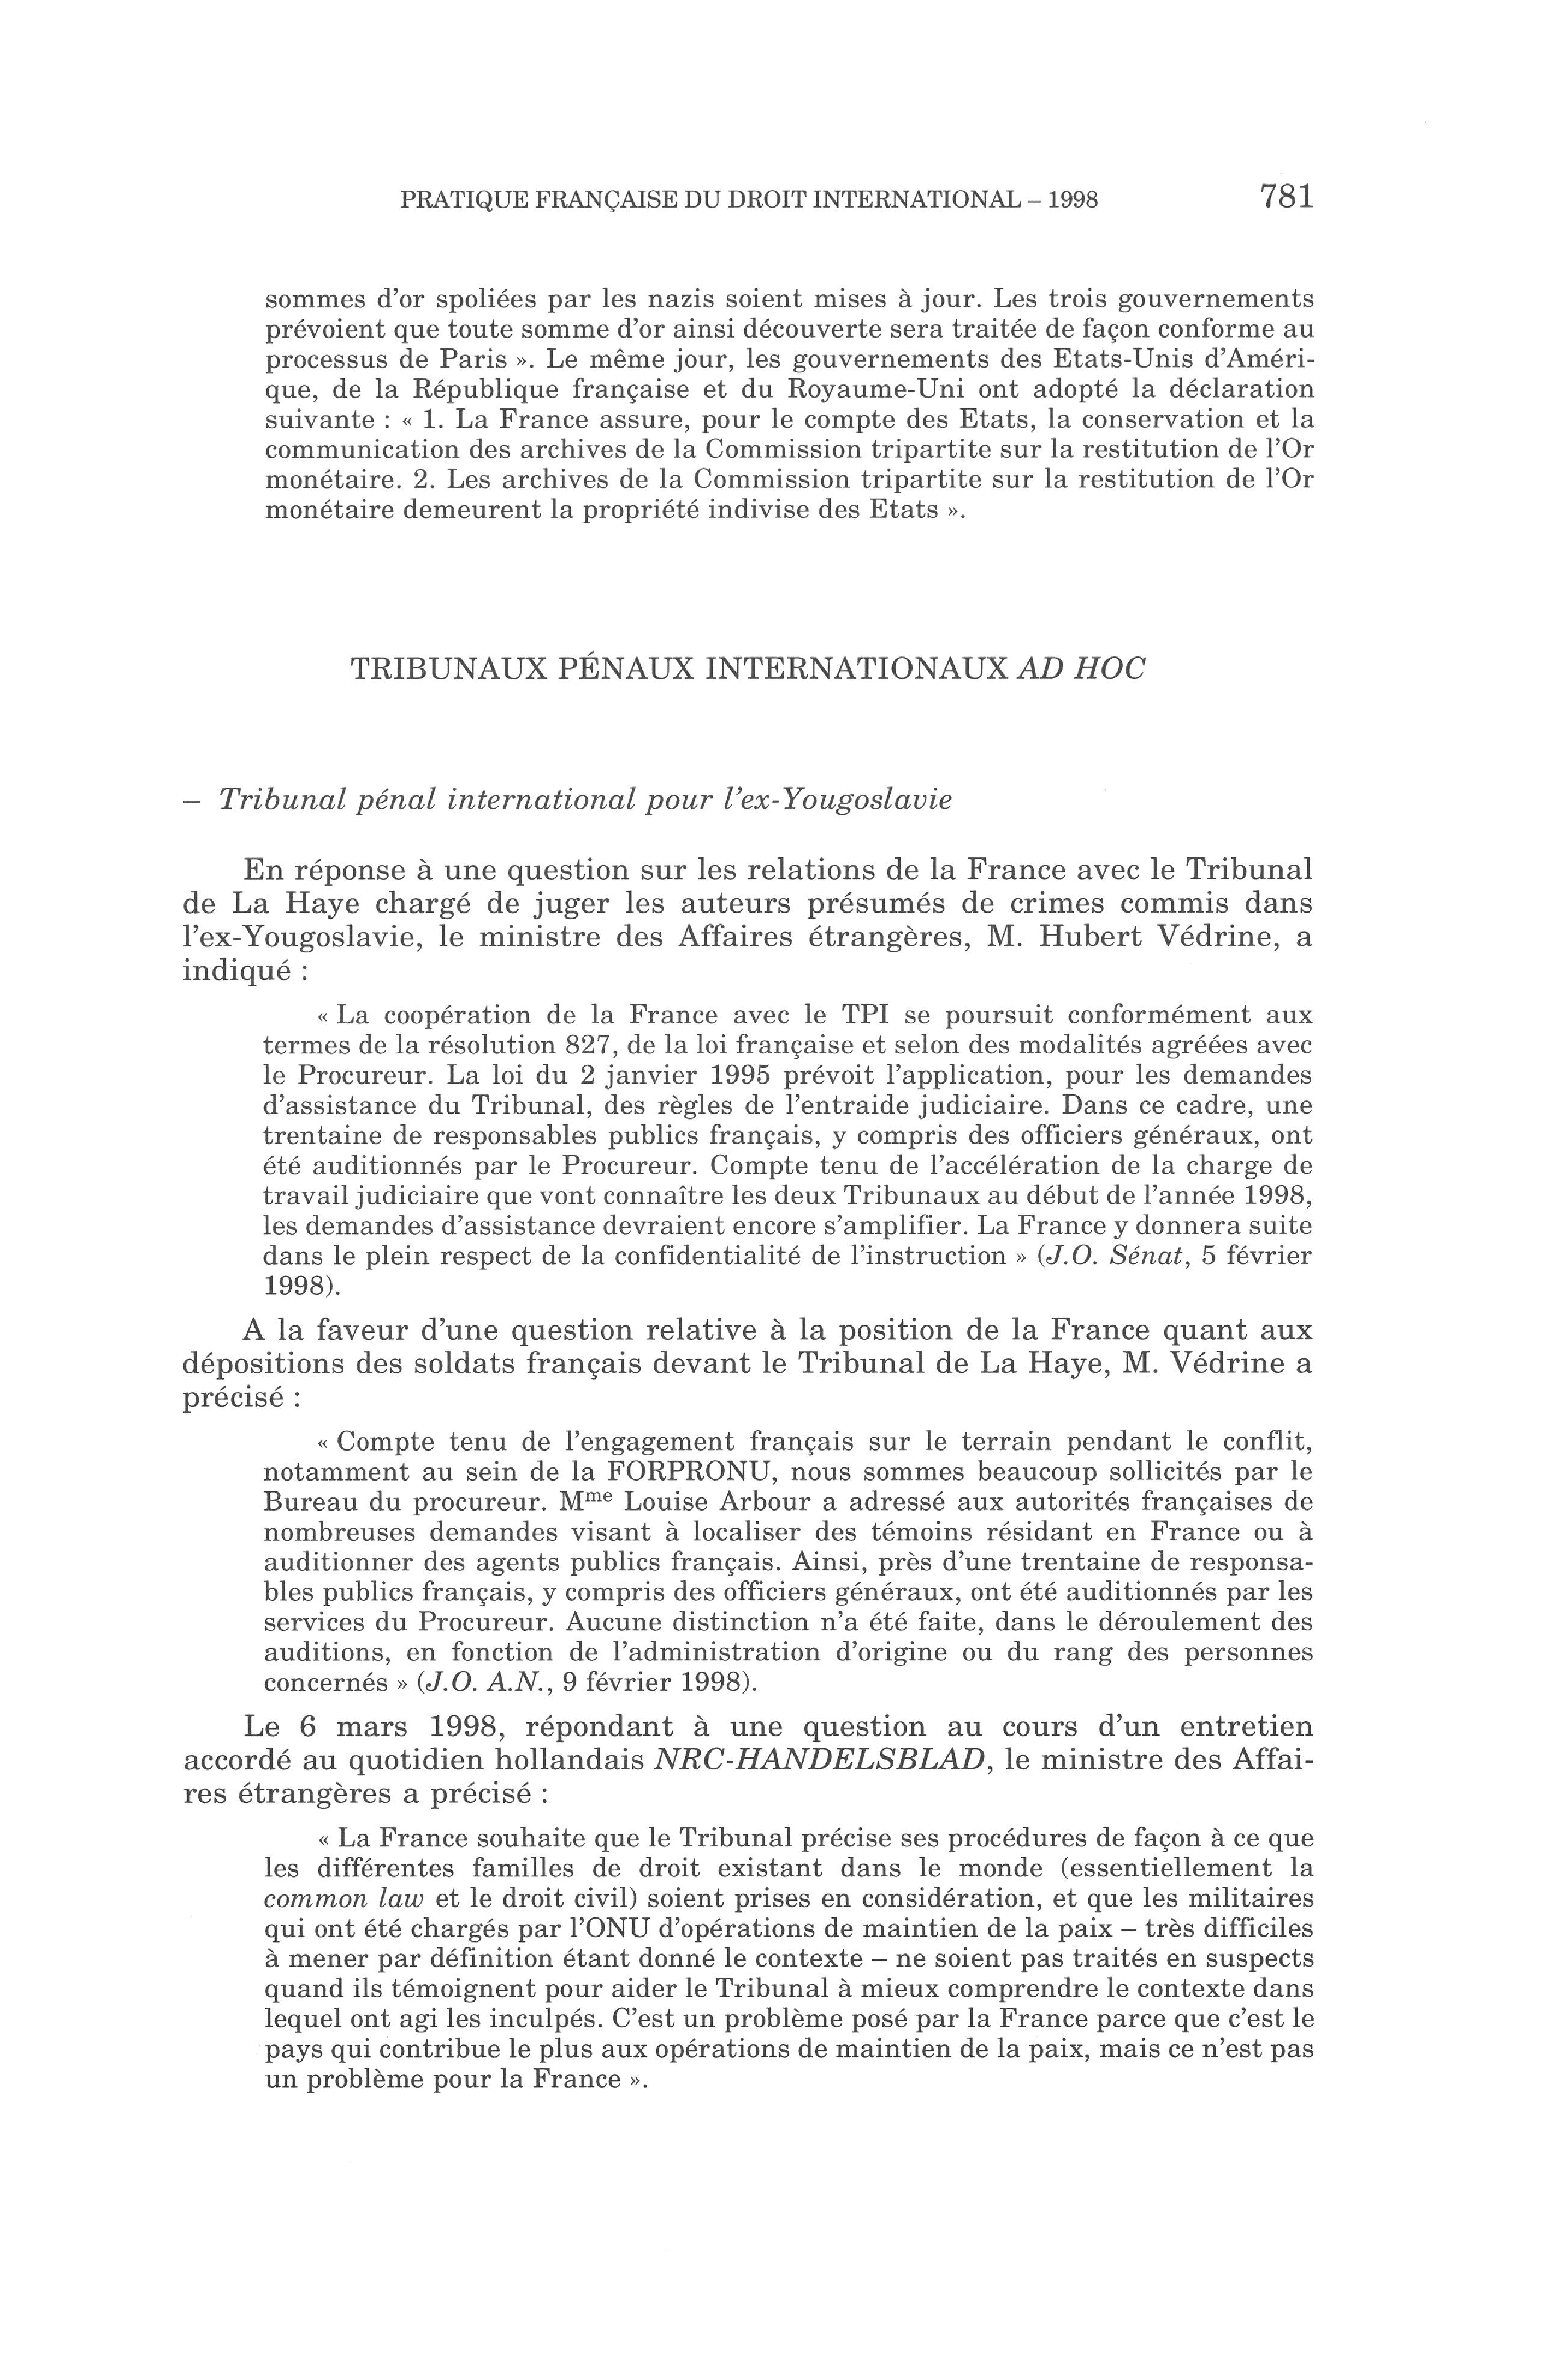 PRATIQUE FRANÇAISE DU DROIT INTERNATIONAL – 1998 781
sommes d'or spoliées par les nazis soient mises à jour. Les trois gouvernements
prévoient que toute somme d'or ainsi découverte sera traitée de façon conforme au
processus de Paris ». Le même jour, les gouvernements des Etats-Unis d'Améri-
que, de la République française et du Royaume-Uni ont adopté la déclaration
suivante : « 1. La France assure, pour le compte des Etats, la conservation et la
communication des archives de la Commission tripartite sur la restitution de l'Or
monétaire. 2. Les archives de la Commission tripartite sur la restitution de l'Or
monétaire demeurent la propriété indivise des Etats ».
TRIBUNAUX PÉNAUX INTERNATIONAUX AD HOC
– Tribunal pénal international pour l'ex-Yougoslavie
En réponse à une question sur les relations de la France avec le Tribunal
de La Haye chargé de juger les auteurs présumés de crimes commis dans
l'ex-Yougoslavie, le ministre des Affaires étrangères, M. Hubert Védrine, a
indiqué :
« La coopération de la France avec le TPI se poursuit conformément aux
termes de la résolution 827, de la loi française et selon des modalités agréées avec
le Procureur. La loi du 2 janvier 1995 prévoit l'application, pour les demandes
d'assistance du Tribunal, des règles de l'entraide judiciaire. Dans ce cadre, une
trentaine de responsables publics français, y compris des officiers généraux, ont
été auditionnés par le Procureur. Compte tenu de l'accélération de la charge de
travail judiciaire que vont connaître les deux Tribunaux au début de l'année 1998,
les demandes d'assistance devraient encore s'amplifier. La France y donnera suite
dans le plein respect de la confidentialité de l'instruction » (J.O. Sénat, 5 février
1998).
A la faveur d'une question relative à la position de la France quant aux
dépositions des soldats français devant le Tribunal de La Haye, M. Védrine a
précisé :
« Compte tenu de l'engagement français sur le terrain pendant le conflit,
notamment au sein de la FORPRONU, nous sommes beaucoup sollicités par le
Bureau du procureur. Mme Louise Arbour a adressé aux autorités françaises de
nombreuses demandes visant à localiser des témoins résidant en France ou à
auditionner des agents publics français. Ainsi, près d'une trentaine de responsa-
bles publics français, y compris des officiers généraux, ont été auditionnés par les
services du Procureur. Aucune distinction n'a été faite, dans le déroulement des
auditions, en fonction de l'administration d'origine ou du rang des personnes
concernés » (J.O. A.N., 9 février 1998).
Le 6 mars 1998, répondant à une question au cours d'un entretien
accordé au quotidien hollandais NRC-HANDELSBLAD, le ministre des Affai-
res étrangères a précisé :
« La France souhaite que le Tribunal précise ses procédures de façon à ce que
les différentes familles de droit existant dans le monde (essentiellement la
common law et le droit civil) soient prises en considération, et que les militaires
qui ont été chargés par l'ONU d'opérations de maintien de la paix – très difficiles
à mener par définition étant donné le contexte – ne soient pas traités en suspects
quand ils témoignent pour aider le Tribunal à mieux comprendre le contexte dans
lequel ont agi les inculpés. C'est un problème posé par la France parce que c'est le
pays qui contribue le plus aux opérations de maintien de la paix, mais ce n'est pas
un problème pour la France ».